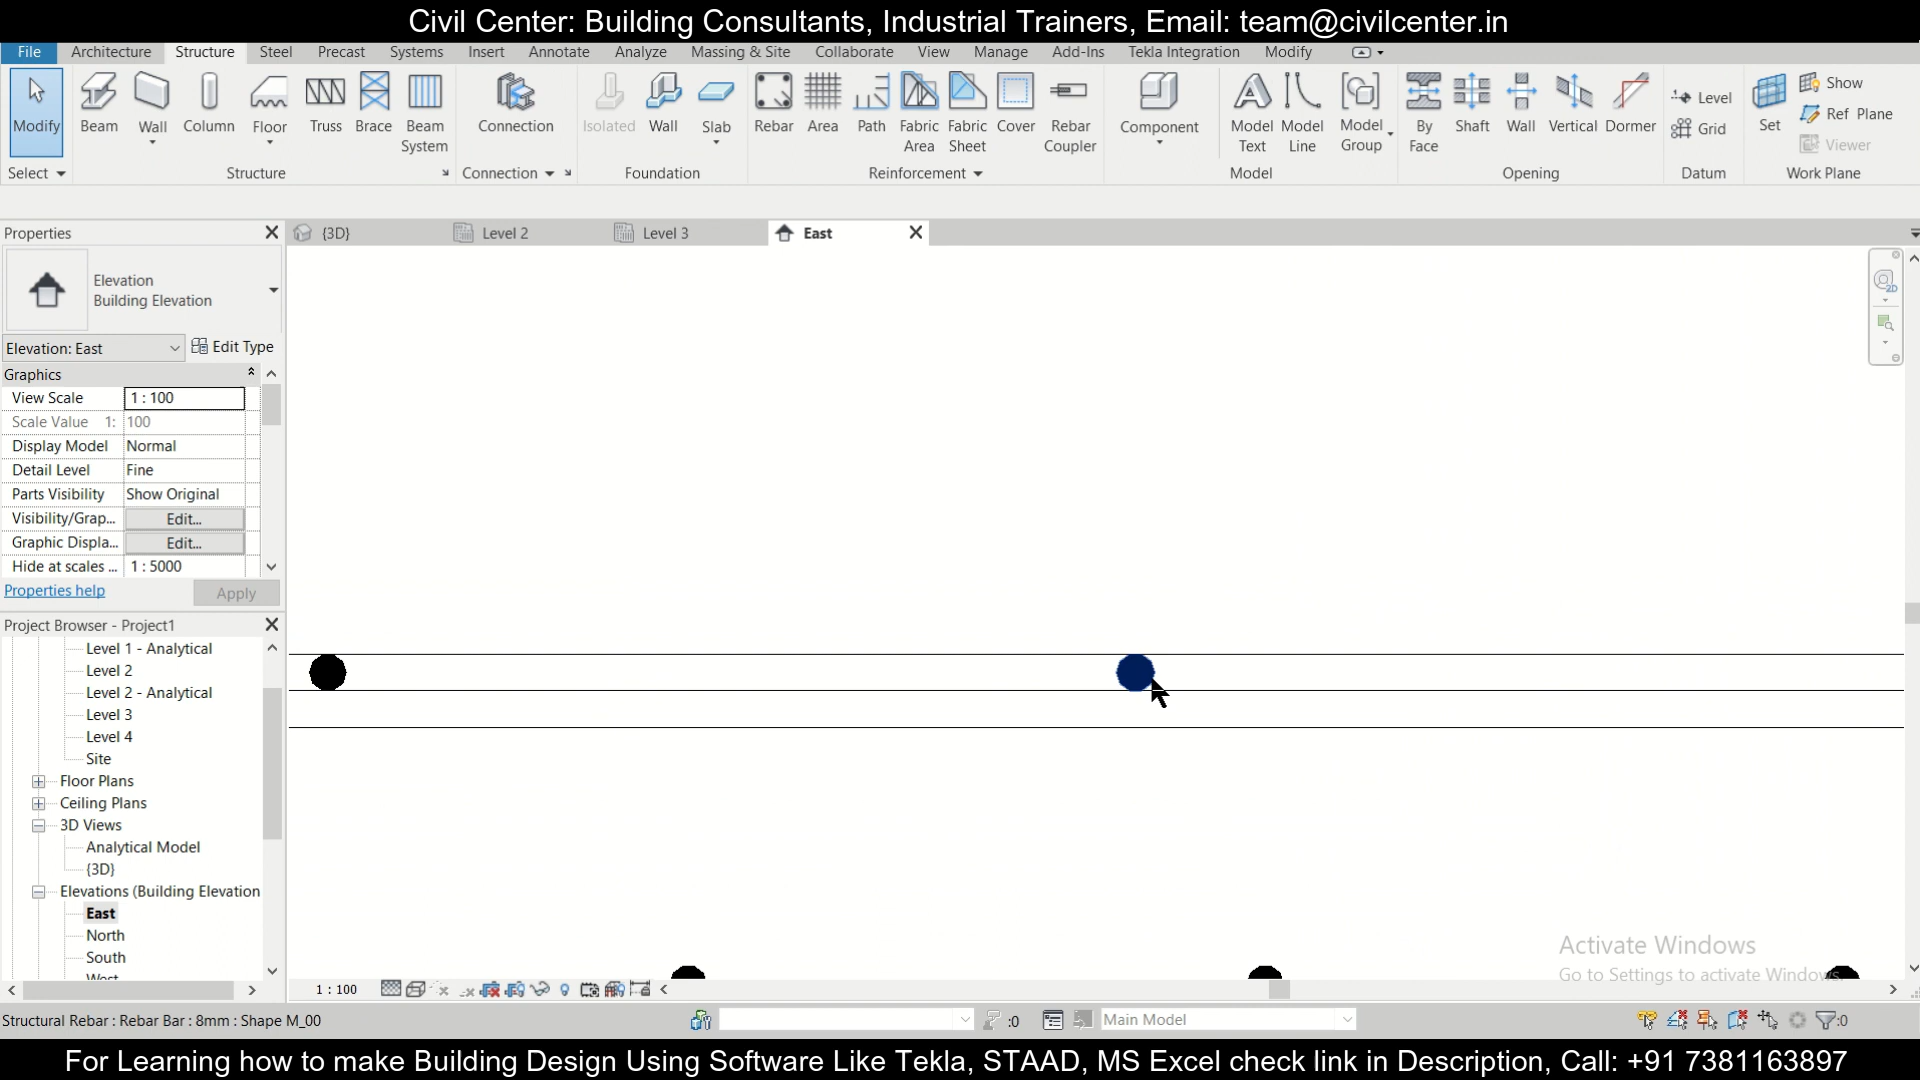 Civil Center: Building Consultants, Industrial Trainers, Email: team@civilcenter.in
File Architecture Structure Steel Precast Systems Insert Annotate Analyze Massing & Site Collaborate View Manage Add-Ins Tekla Integration Modify
Modify Beam Wall Column Floor Truss Brace Beam System Connection Isolated Wall Slab Rebar Area Path Fabric Area Fabric Sheet Cover Rebar Coupler Component Model Text Model Line Model Group By Face Shaft Wall Vertical Dormer Level Grid Set Show Ref Plane Viewer
Select Structure Connection Foundation Reinforcement Model Opening Datum Work Plane
Properties
{3D} Level 2 Level 3 East
Elevation
Building Elevation
Elevation: East Edit Type
Graphics
View Scale 1 : 100
Scale Value 1: 100
Display Model Normal
Detail Level Fine
Parts Visibility Show Original
Visibility/Grap... Edit...
Graphic Displa... Edit...
Hide at scales ... 1 : 5000
Properties help Apply
Project Browser - Project1
Level 1 - Analytical
Level 2
Level 2 - Analytical
Level 3
Level 4
Site
Floor Plans
Ceiling Plans
3D Views
Analytical Model
{3D}
Elevations (Building Elevation
East
North
South
West
2D
Activate Windows
Go to Settings to activate Windows.
1 : 100
Structural Rebar : Rebar Bar : 8mm : Shape M_00 :0 Main Model :0
For Learning how to make Building Design Using Software Like Tekla, STAAD, MS Excel check link in Description, Call: +91 7381163897